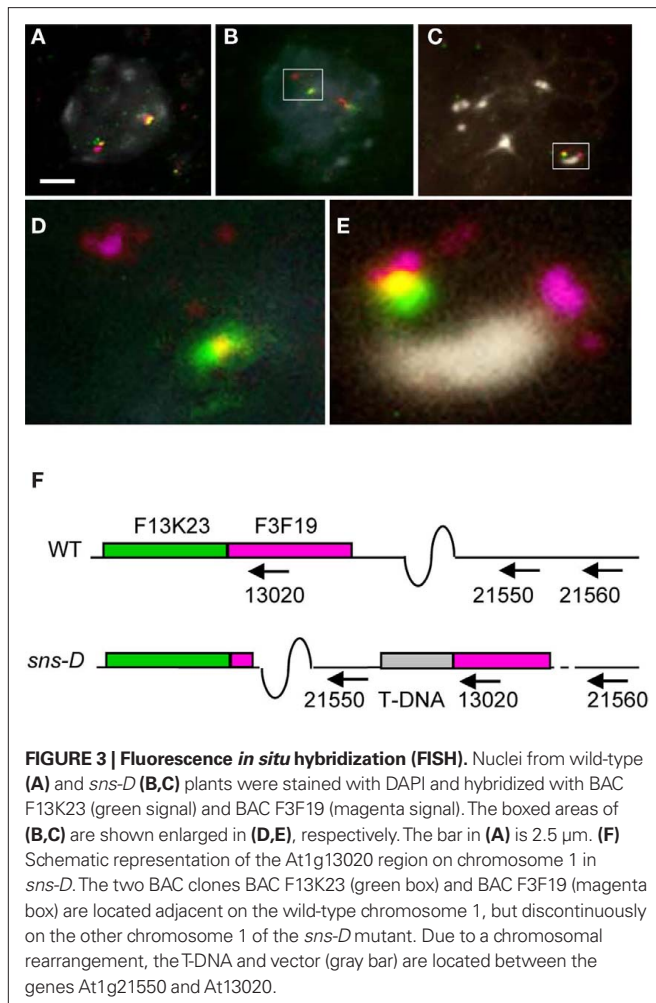 A
B
C
D
E
F
F13K23 F3F19
WT
13020 21550 21560
sns-D
21550 T-DNA 13020 21560
FIGURE 3 | Fluorescence in situ hybridization (FISH). Nuclei from wild-type
(A) and sns-D (B,C) plants were stained with DAPI and hybridized with BAC
F13K23 (green signal) and BAC F3F19 (magenta signal). The boxed areas of
(B,C) are shown enlarged in (D,E), respectively. The bar in (A) is 2.5 μm. (F)
Schematic representation of the At1g13020 region on chromosome 1 in
sns-D. The two BAC clones BAC F13K23 (green box) and BAC F3F19 (magenta
box) are located adjacent on the wild-type chromosome 1, but discontinuously
on the other chromosome 1 of the sns-D mutant. Due to a chromosomal
rearrangement, the T-DNA and vector (gray bar) are located between the
genes At1g21550 and At13020.